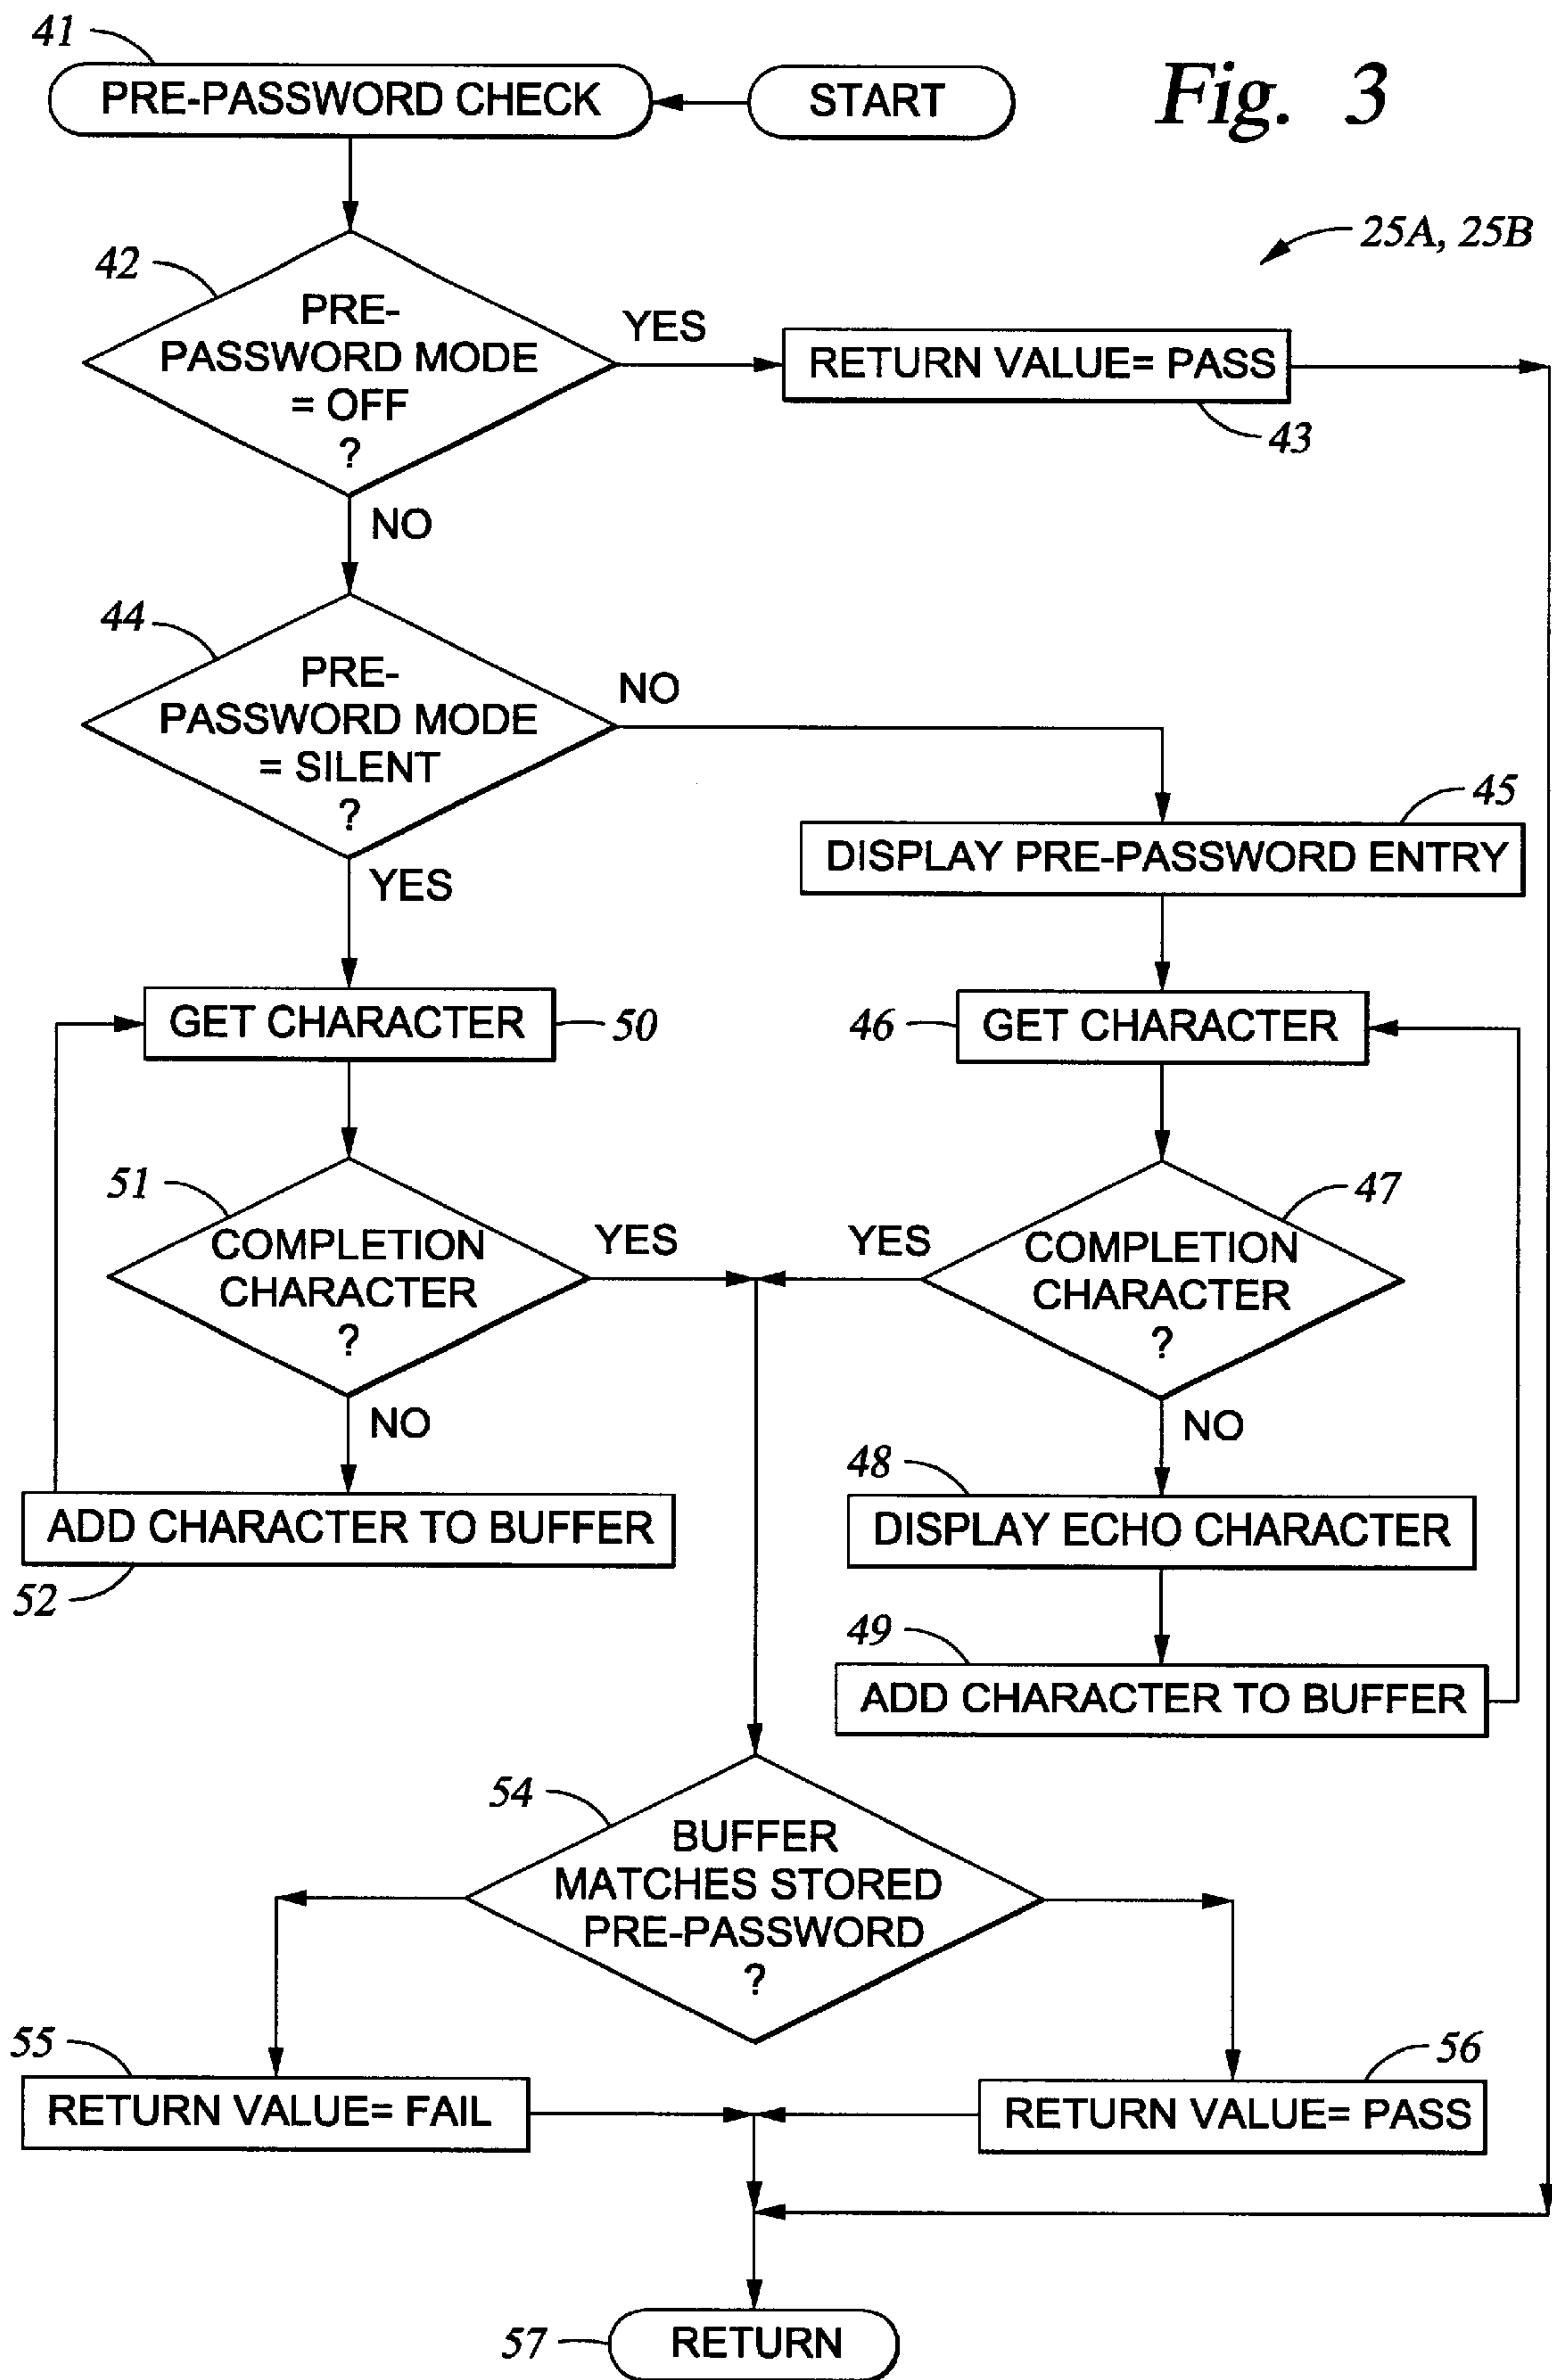 41
PRE-PASSWORD CHECK
START
Fig. 3
25A, 25B
42
PRE-
PASSWORD MODE
= OFF
?
YES
RETURN VALUE= PASS
43
NO
44
PRE-
PASSWORD MODE
= SILENT
?
NO
45
DISPLAY PRE-PASSWORD ENTRY
YES
GET CHARACTER
50
46
GET CHARACTER
51
COMPLETION
CHARACTER
?
YES
YES
47
COMPLETION
CHARACTER
?
NO
NO
ADD CHARACTER TO BUFFER
52
48
DISPLAY ECHO CHARACTER
49
ADD CHARACTER TO BUFFER
54
BUFFER
MATCHES STORED
PRE-PASSWORD
?
55
RETURN VALUE= FAIL
56
RETURN VALUE= PASS
57
RETURN